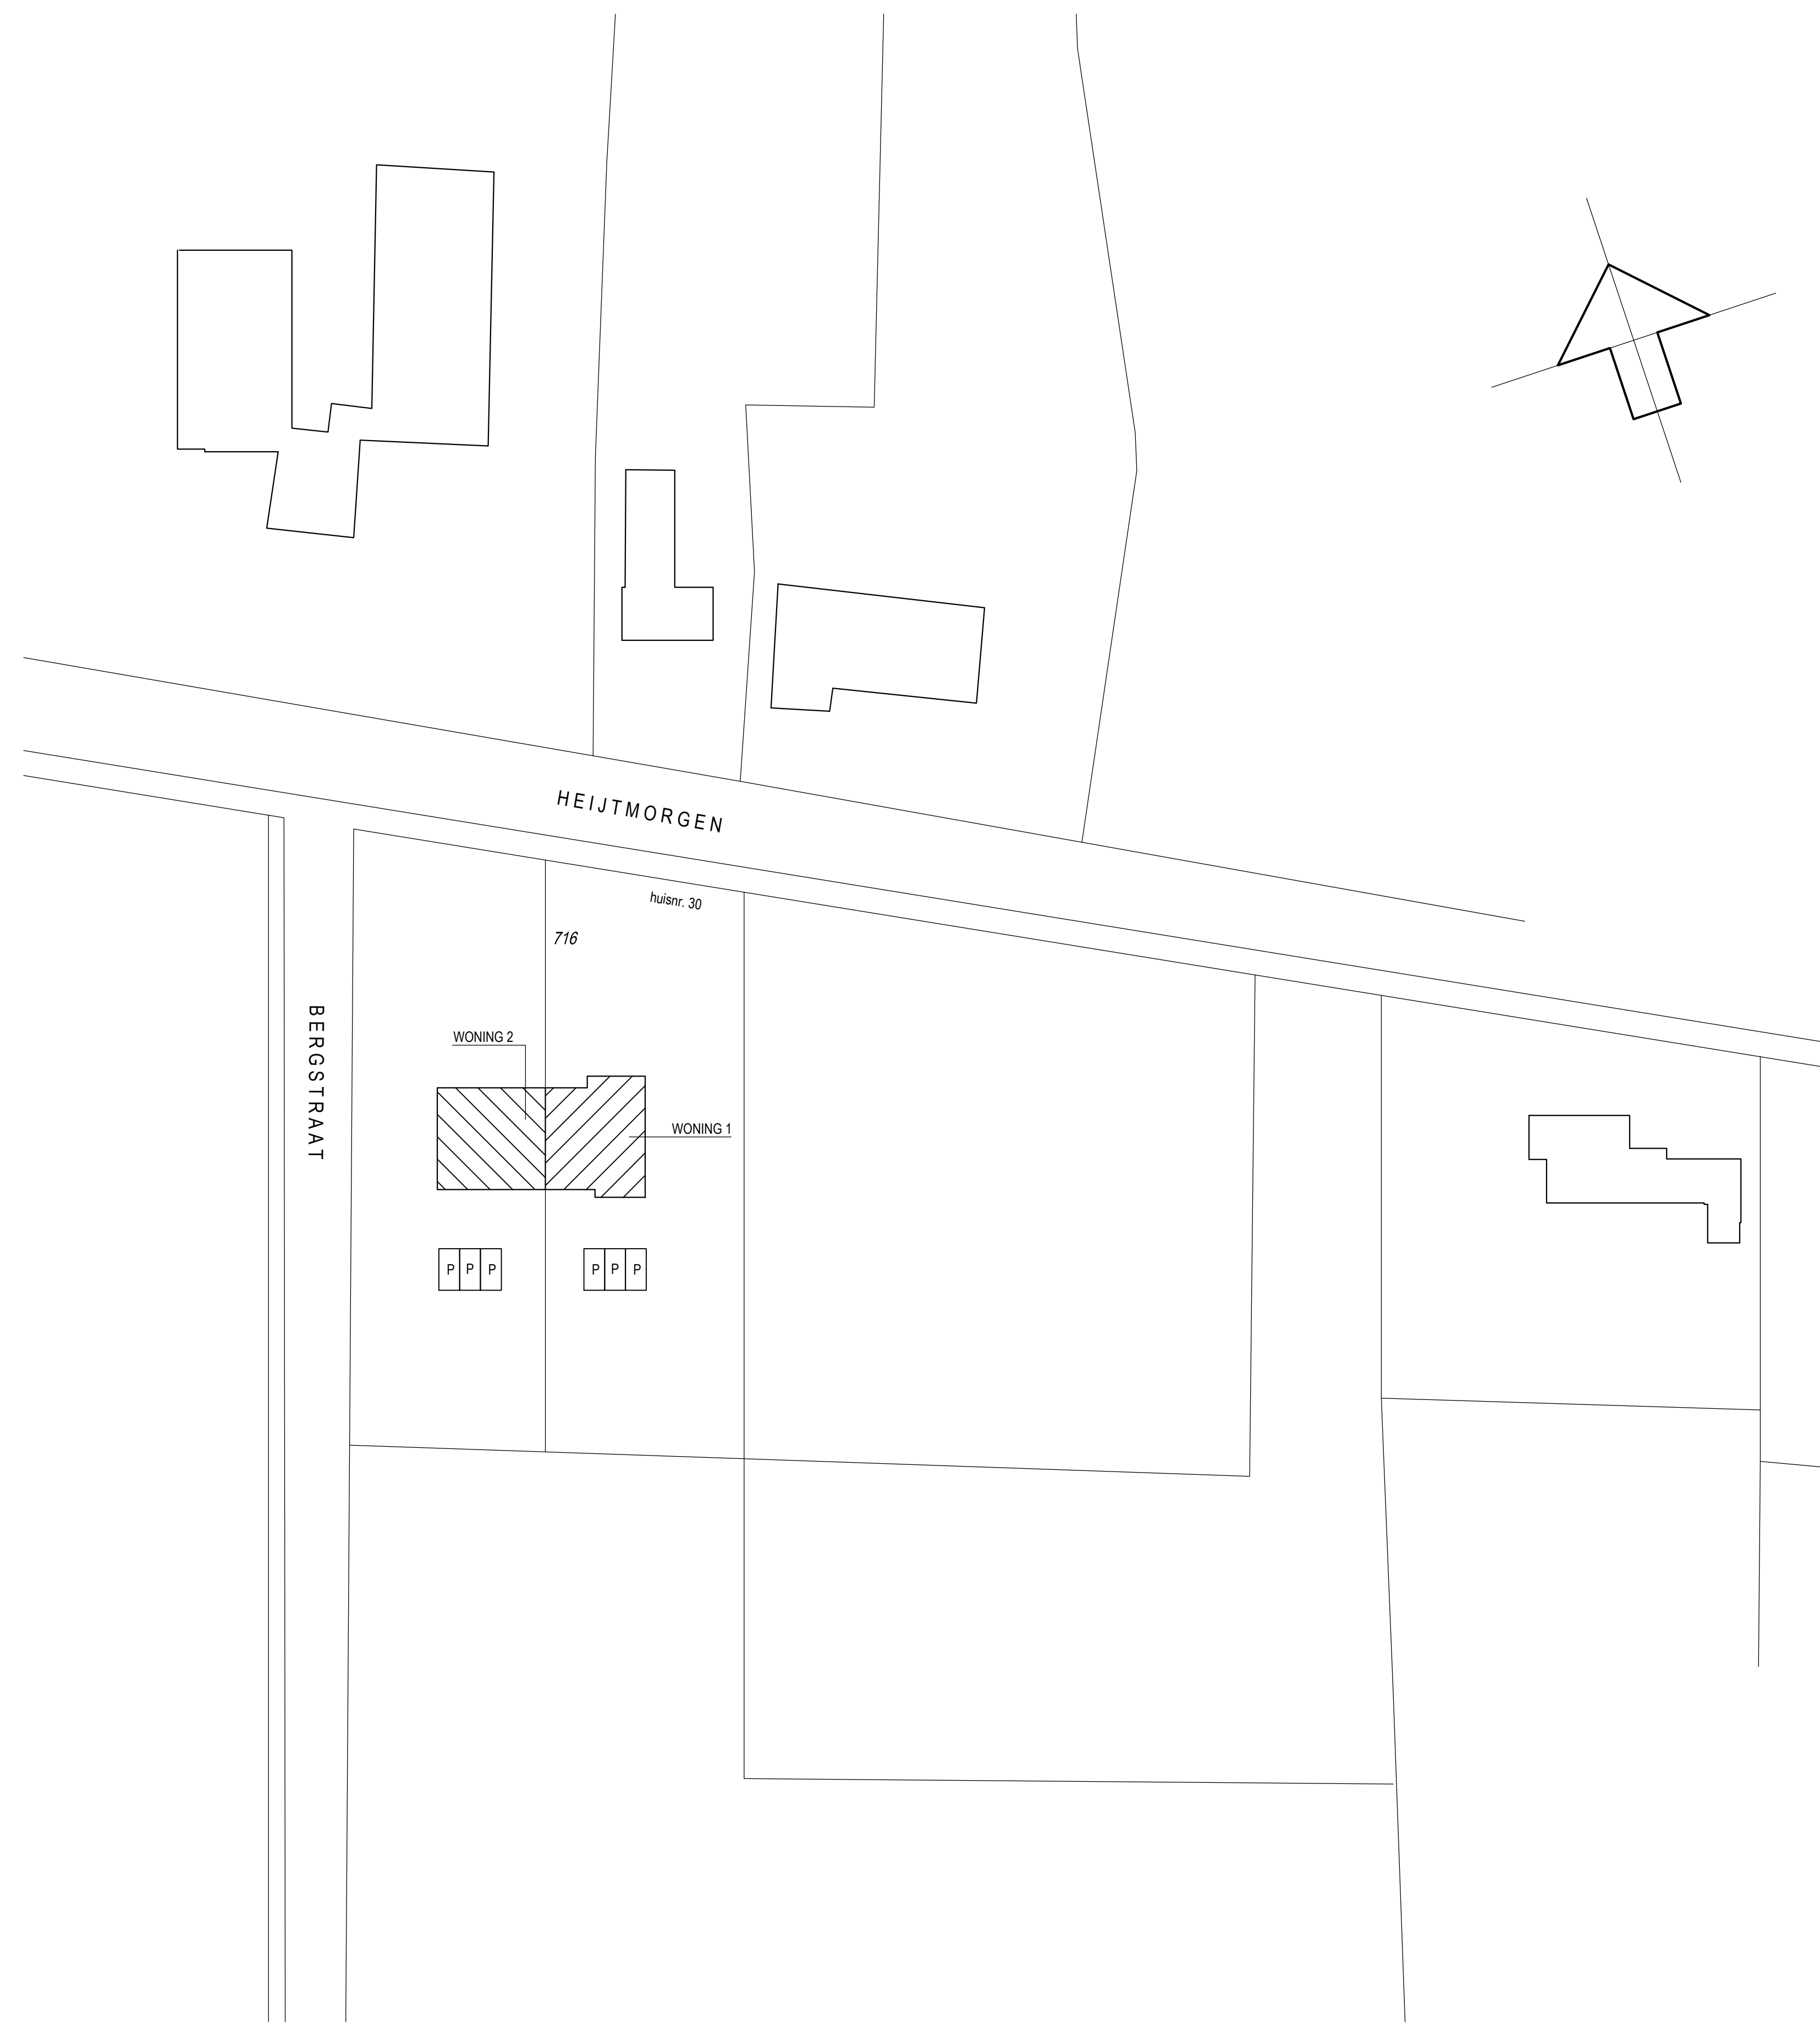 HEIJTMORGEN
huisnr. 30
716
BERGSTRAAT
WONING 2
WONING 1
P P P
P P P